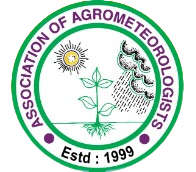 ASSOCIATION OF AGROMETEOROLOGISTS
Estd : 1999